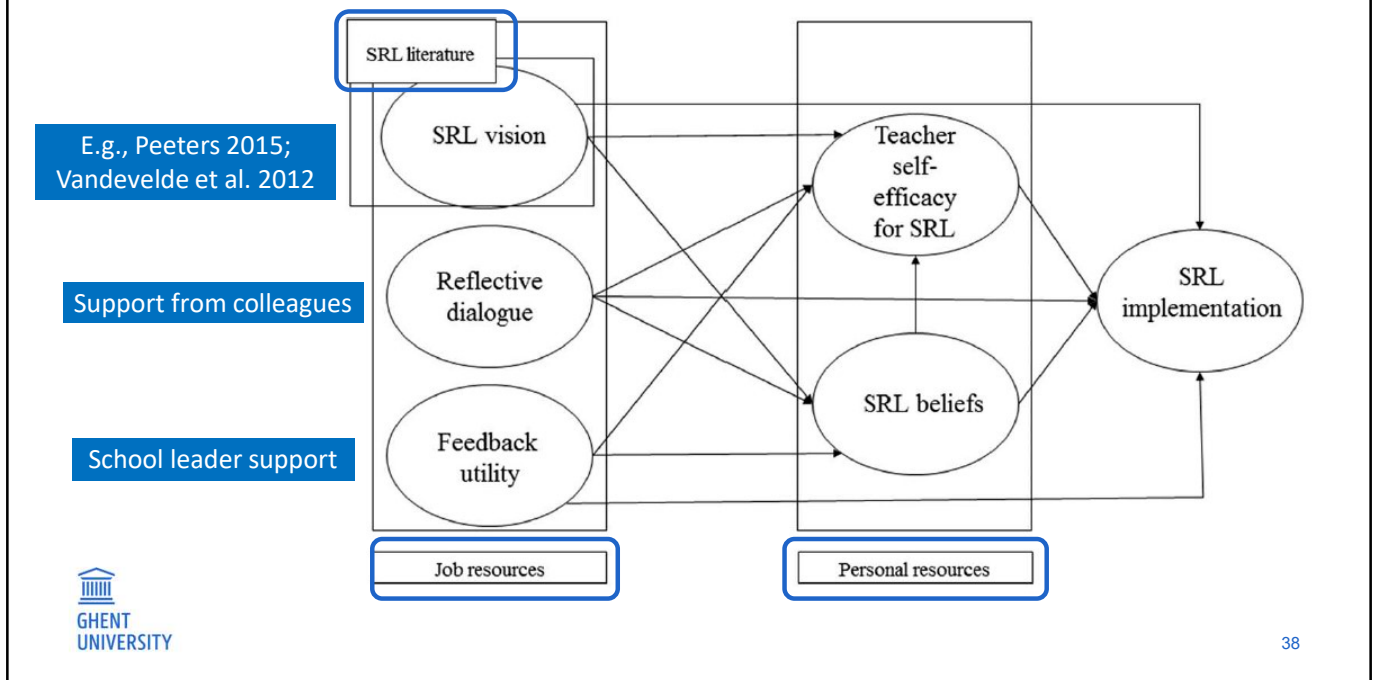 SRL literature
E.g., Peeters 2015;
Vandevelde et al. 2012
SRL vision
Support from colleagues
Reflective
dialogue
School leader support
Feedback
utility
Job resources
Teacher
self-
efficacy
for SRL
SRL beliefs
Personal resources
SRL
implementation
GHENT
UNIVERSITY
38